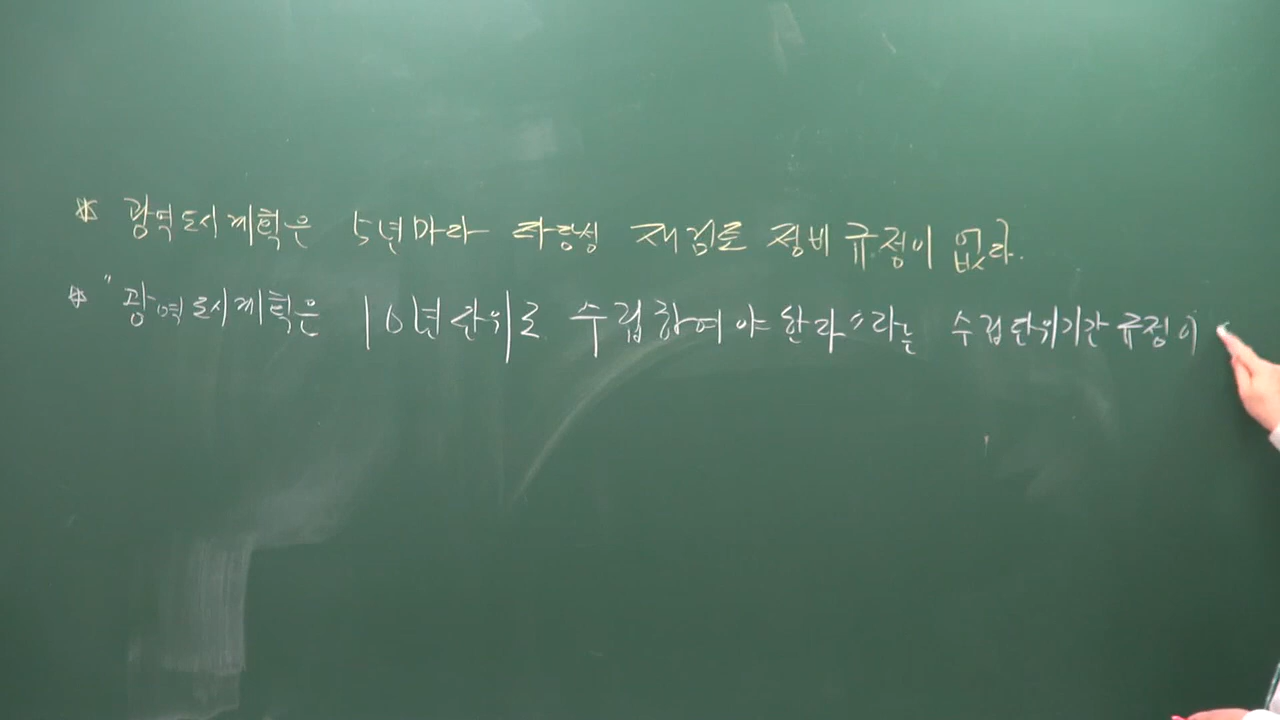 * 광역도시계획은 5년마다 타당성 재검토 정비 규정이 없다.
* "광역도시계획은 10년 단위로 수립하여야 한다"라는 수립단위기간 규정이